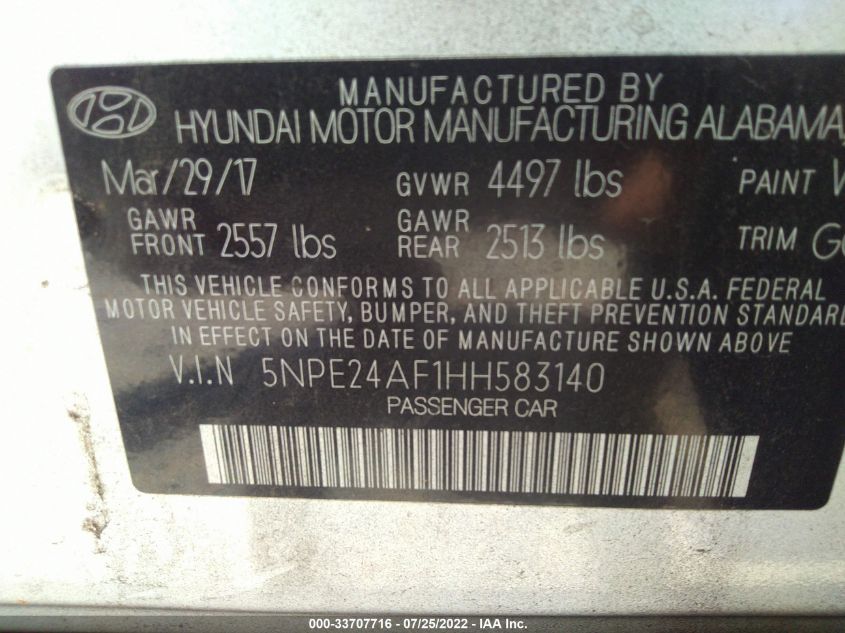 MANUFACTURED BY
HYUNDAI MOTOR MANUFACTURING ALABAMA,
Mar/29/17 GVWR 4497 lbs PAINT
GAWR FRONT 2557 lbs GAWR REAR 2513 lbs TRIM
THIS VEHICLE CONFORMS TO ALL APPLICABLE U.S.A. FEDERAL
MOTOR VEHICLE SAFETY, BUMPER, AND THEFT PREVENTION STANDARD
IN EFFECT ON THE DATE OF MANUFACTURE SHOWN ABOVE
V.I.N 5NPE24AF1HH583140
PASSENGER CAR
000-33707716 - 07/25/2022 - IAA Inc.